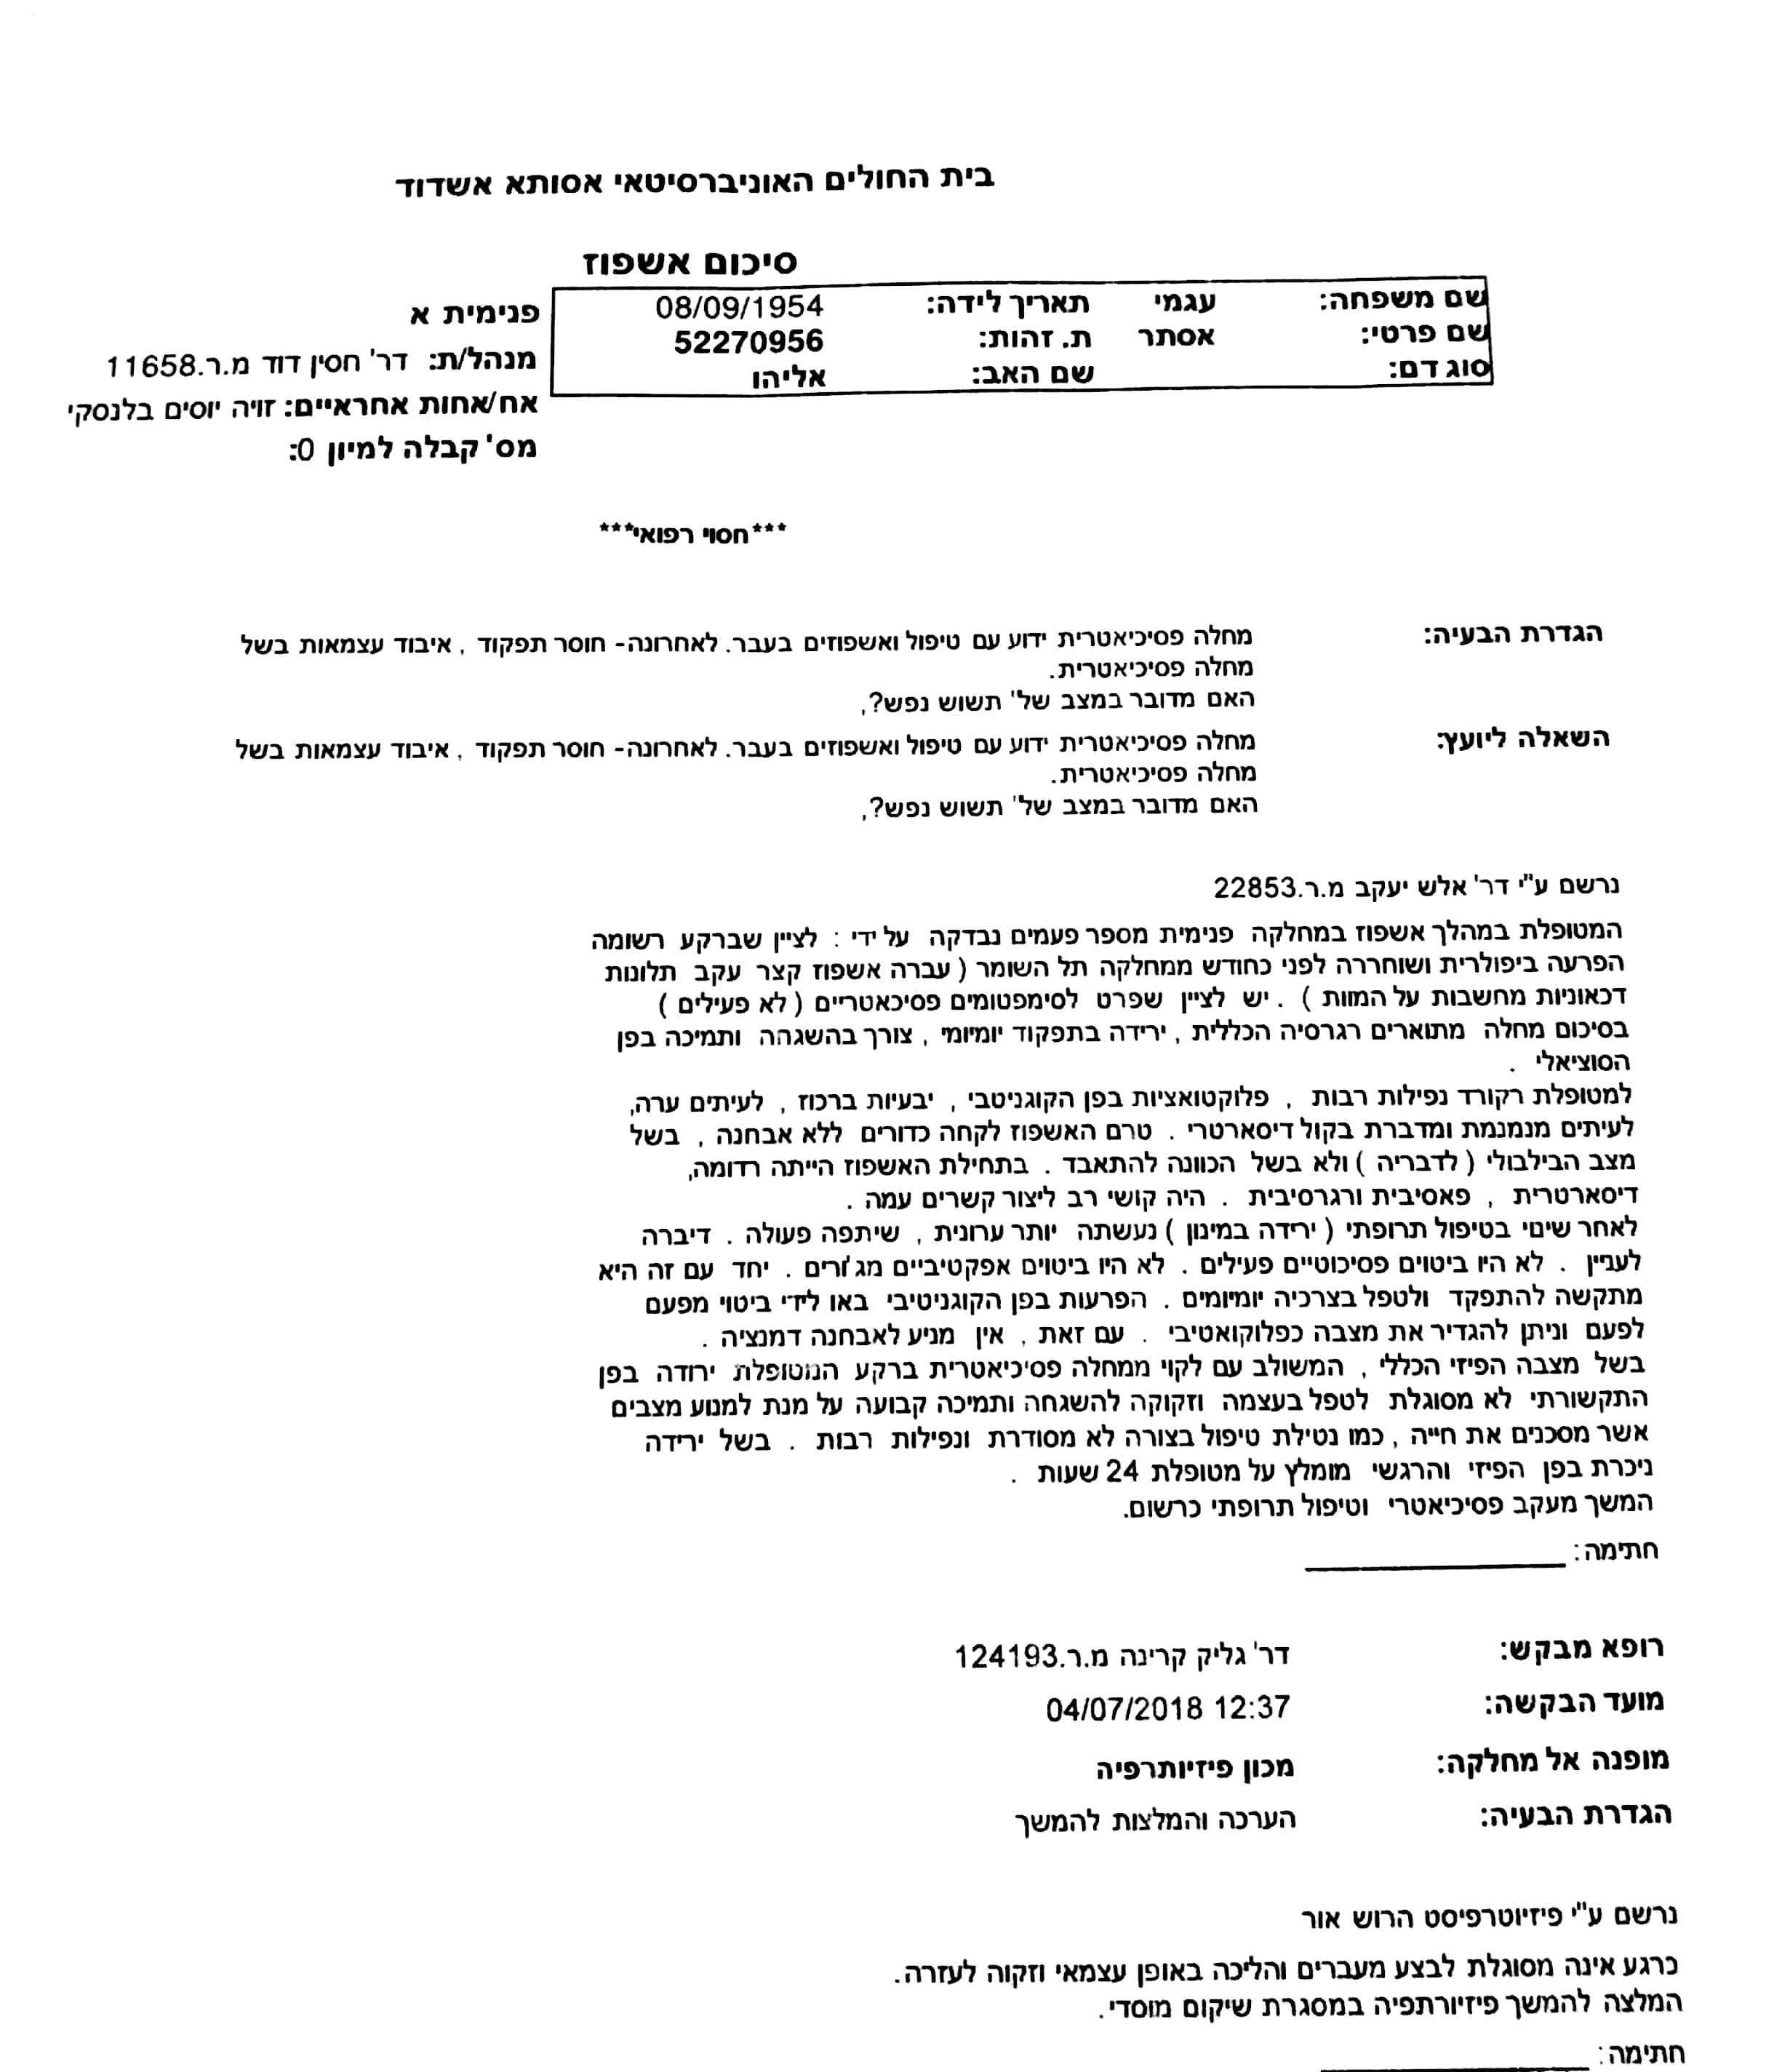 בית החולים האוניברסיטאי אסותא אשדוד
סיכום אשפוז
שם משפחה: עגמי תאריך לידה: 08/09/1954
שם פרטי: אסתר ת. זהות: 52270956
סוג דם: שם האב: אליהו
פנימית א
מנהל/ת: דר' חסין דוד מ.ר.11658
אח/אחות אחראיים: זויה יוסים בלנסקי
מס' קבלה למיון 0:
***חסוי רפואי***
הגדרת הבעיה: מחלה פסיכיאטרית ידוע עם טיפול ואשפוזים בעבר. לאחרונה- חוסר תפקוד , איבוד עצמאות בשל
מחלה פסיכיאטרית.
האם מדובר במצב של' תשוש נפש?,
השאלה ליועץ: מחלה פסיכיאטרית ידוע עם טיפול ואשפוזים בעבר. לאחרונה- חוסר תפקוד , איבוד עצמאות בשל
מחלה פסיכיאטרית.
האם מדובר במצב של' תשוש נפש?,
נרשם ע"י דר' אלש יעקב מ.ר.22853
המטופלת במהלך אשפוז במחלקה פנימית מספר פעמים נבדקה על ידי : לציין שברקע רשומה
הפרעה ביפולרית ושוחררה לפני כחודש ממחלקה תל השומר ( עברה אשפוז קצר עקב תלונות
דכאוניות מחשבות על המוות ) . יש לציין שפרט לסימפטומים פסיכאטריים ( לא פעילים )
בסיכום מחלה מתוארים רגרסיה הכללית , ירידה בתפקוד יומיומי , צורך בהשגחה ותמיכה בפן
הסוציאלי .
למטופלת רקורד נפילות רבות , פלוקטואציות בפן הקוגניטבי , יבעיות ברכוז , לעיתים ערה,
לעיתים מנמנמת ומדברת בקול דיסארטרי . טרם האשפוז לקחה כדורים ללא אבחנה , בשל
מצב הבילבולי ( לדבריה ) ולא בשל הכוונה להתאבד . בתחילת האשפוז הייתה רדומה,
דיסארטרית , פאסיבית ורגרסיבית . היה קושי רב ליצור קשרים עמה .
לאחר שינוי בטיפול תרופתי ( ירידה במינון ) נעשתה יותר ערונית , שיתפה פעולה . דיברה
לעניין . לא היו ביטוים פסיכוטיים פעילים . לא היו ביטוים אפקטיביים מג'ורים . יחד עם זה היא
מתקשה להתפקד ולטפל בצרכיה יומיומים . הפרעות בפן הקוגניטיבי באו לידי ביטוי מפעם
לפעם וניתן להגדיר את מצבה כפלוקואטיבי . עם זאת , אין מניע לאבחנה דמנציה .
בשל מצבה הפיזי הכללי , המשולב עם לקוי ממחלה פסיכיאטרית ברקע המטופלת ירודה בפן
התקשורתי לא מסוגלת לטפל בעצמה וזקוקה להשגחה ותמיכה קבועה על מנת למנוע מצבים
אשר מסכנים את חייה , כמו נטילת טיפול בצורה לא מסודרת ונפילות רבות . בשל ירידה
ניכרת בפן הפיזי והרגשי מומלץ על מטופלת 24 שעות .
המשך מעקב פסיכיאטרי וטיפול תרופתי כרשום.
חתימה:
רופא מבקש: דר' גליק קרינה מ.ר.124193
מועד הבקשה: 04/07/2018 12:37
מופנה אל מחלקה: מכון פיזיותרפיה
הגדרת הבעיה: הערכה והמלצות להמשך
נרשם ע"י פיזיוטרפיסט הרוש אור
כרגע אינה מסוגלת לבצע מעברים והליכה באופן עצמאי וזקוה לעזרה.
המלצה להמשך פיזיורתפיה במסגרת שיקום מוסדי.
חתימה: